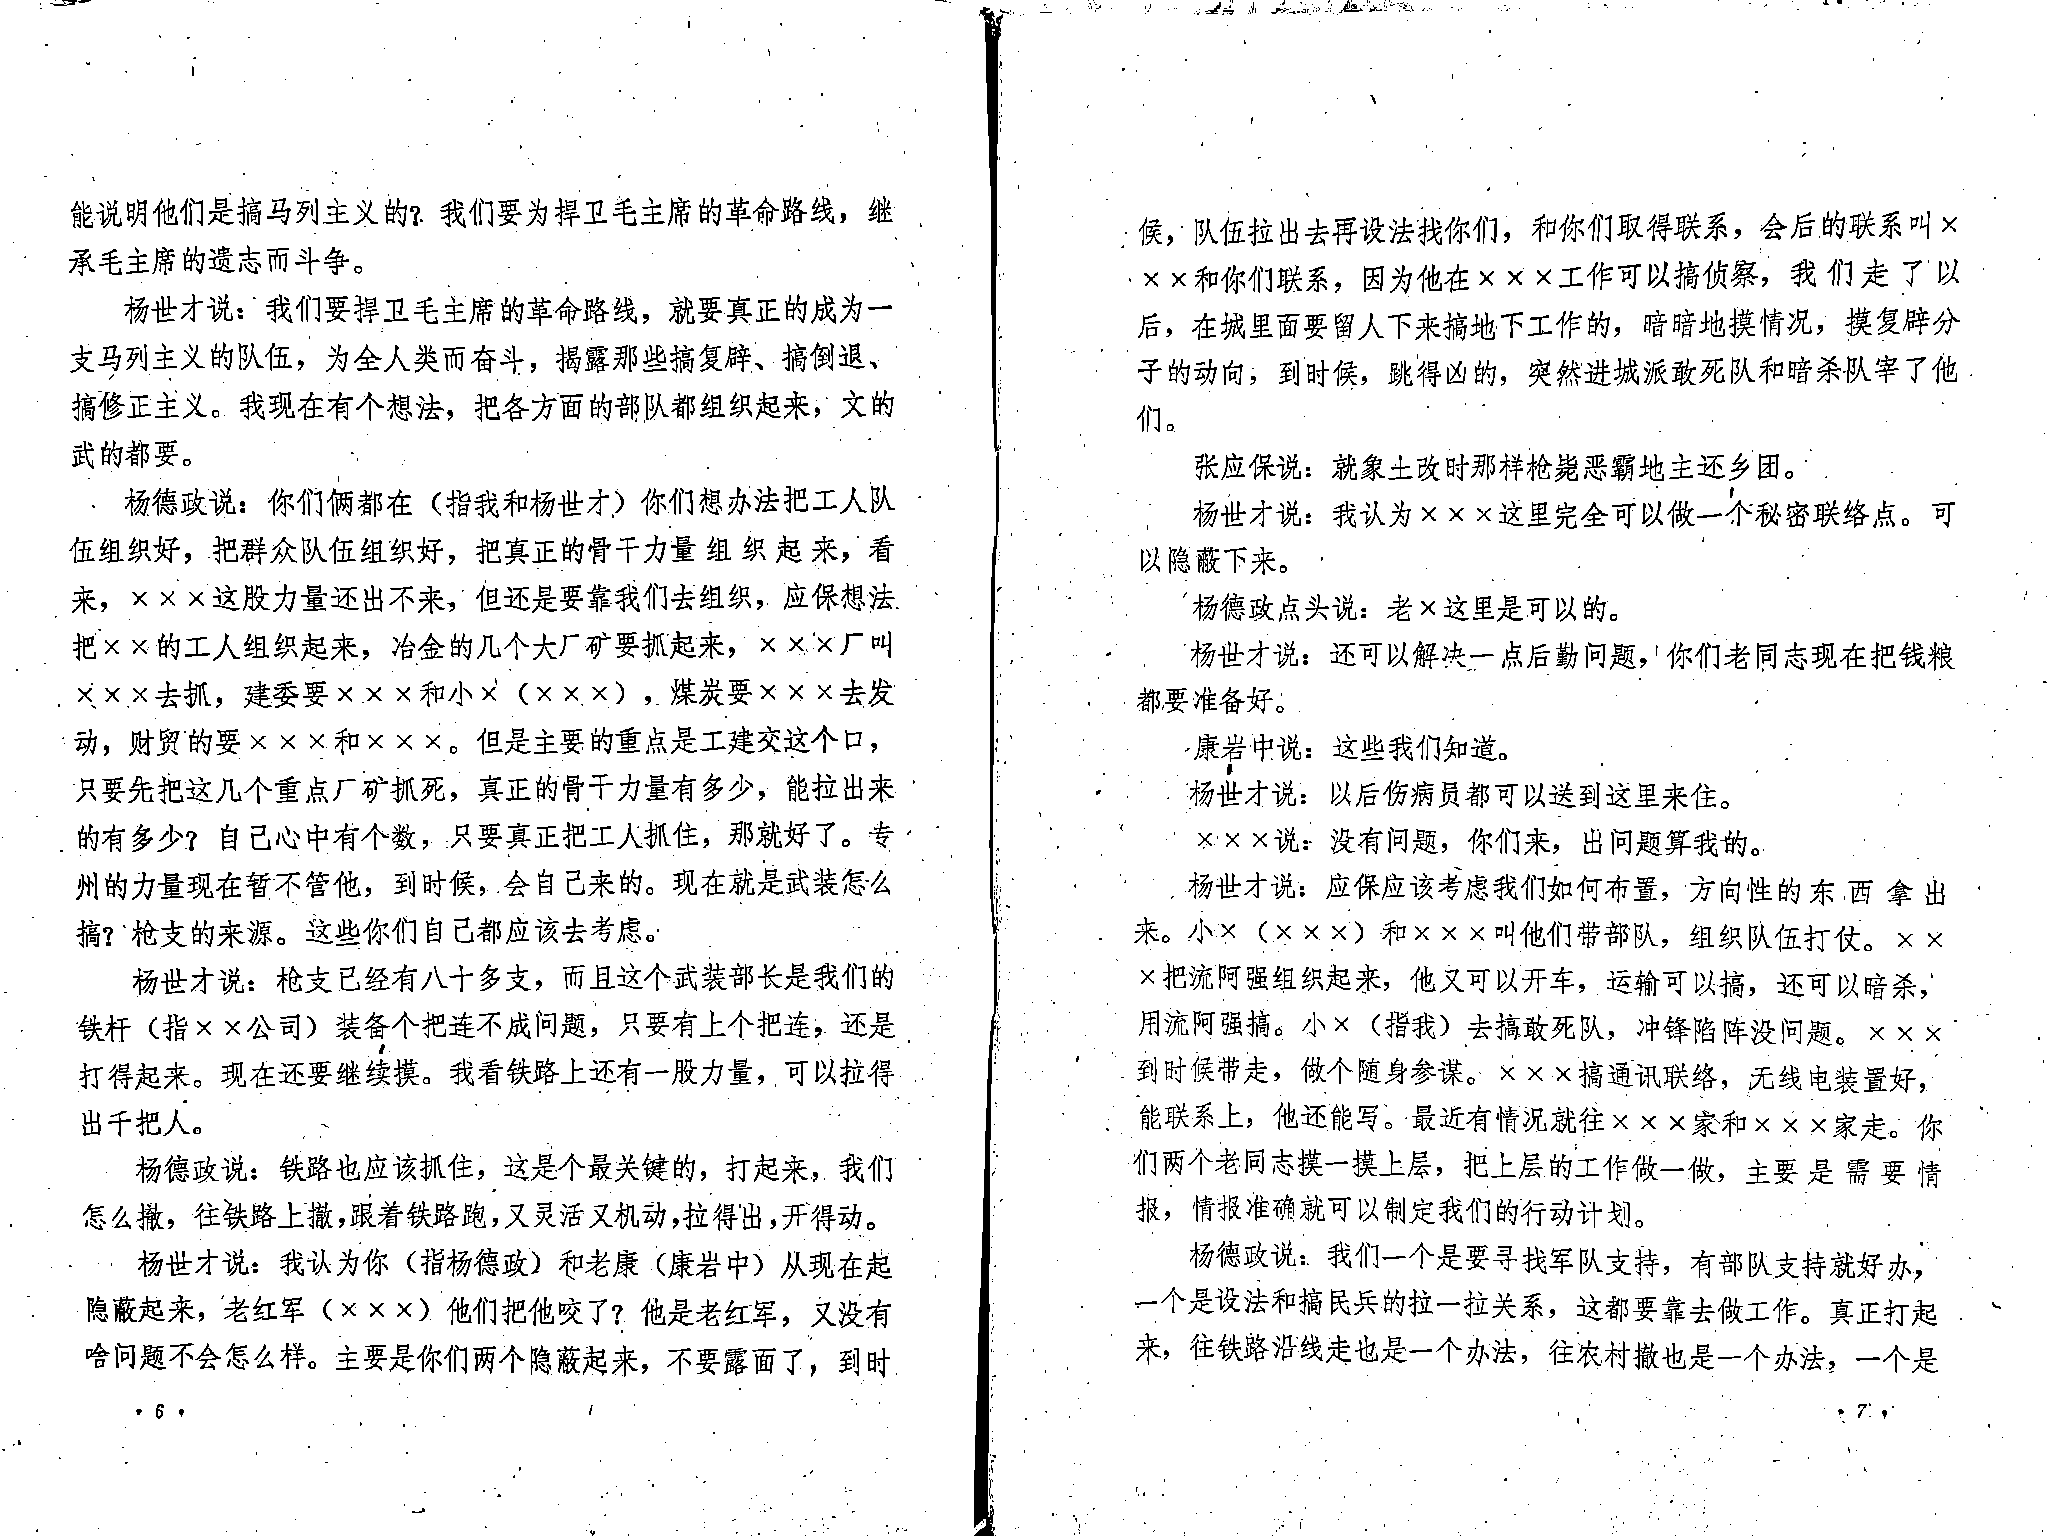 能说明他们是搞马列主义的？我们要为捍卫毛主席的革命路线，继
承毛主席的遗志而斗争。
杨世才说：我们要捍卫毛主席的革命路线，就要真正的成为一
支马列主义的队伍，为全人类而奋斗，揭露那些搞复辟、搞倒退、
搞修正主义。我现在有个想法，把各方面的部队都组织起来，文的
武的都要。
杨德政说：你们俩都在（指我和杨世才）你们想办法把工人队
伍组织好，把群众队伍组织好，把真正的骨干力量组织起来，看
来，×××这股力量还出不来，但还是要靠我们去组织，应保想法
把××的工人组织起来，冶金的几个大厂矿要抓起来，×××厂叫
×××去抓，建委要×××和小×（×××），煤炭要×××去发
动，财贸的要×××和×××。但是主要的重点是工建交这个口，
只要先把这几个重点厂矿抓死，真正的骨干力量有多少，能拉出来
的有多少？自己心中有个数，只要真正把工人抓住，那就好了。专
州的力量现在暂不管他，到时候，会自己来的。现在就是武装怎么
搞？枪支的来源。这些你们自己都应该去考虑。
杨世才说：枪支已经有八十多支，而且这个武装部长是我们的
铁杆（指××公司）装备个把连不成问题，只要有上个把连，还是
打得起来。现在还要继续摸。我看铁路上还有一股力量，可以拉得
出千把人。
杨德政说：铁路也应该抓住，这是个最关键的，打起来，我们
怎么撤，往铁路上撤，跟着铁路跑，又灵活又机动，拉得出，开得动。
杨世才说：我认为你（指杨德政）和老康（康岩中）从现在起
隐蔽起来，老红军（×××）他们把他咬了？他是老红军，又没有
啥问题不会怎么样。主要是你们两个隐蔽起来，不要露面了，到时
· 6 ·
候，队伍拉出去再设法找你们，和你们取得联系，会后的联系叫×
××和你们联系，因为他在×××工作可以搞侦察，我们走了以
后，在城里面要留人下来搞地下工作的，暗暗地摸情况，摸复辟分
子的动向，到时候，跳得凶的，突然进城派敢死队和暗杀队宰了他
们。
张应保说：就象土改时那样枪毙恶霸地主还乡团。
杨世才说：我认为×××这里完全可以做一个秘密联络点。可
以隐蔽下来。
杨德政点头说：老×这里是可以的。
杨世才说：还可以解决一点后勤问题，你们老同志现在把钱粮
都要准备好。
康岩中说：这些我们知道。
杨世才说：以后伤病员都可以送到这里来住。
×××说：没有问题，你们来，出问题算我的。
杨世才说：应保应该考虑我们如何布置，方向性的东西拿出
来。小×（×××）和×××叫他们带部队，组织队伍打仗。××
×把流阿强组织起来，他又可以开车，运输可以搞，还可以暗杀，
用流阿强搞。小×（指我）去搞敢死队，冲锋陷阵没问题。×××
到时候带走，做个随身参谋。×××搞通讯联络，无线电装置好，
能联系上，他还能写。最近有情况就往×××家和×××家走。你
们两个老同志摸一摸上层，把上层的工作做一做，主要是需要情
报，情报准确就可以制定我们的行动计划。
杨德政说：我们一个是要寻找军队支持，有部队支持就好办，
一个是设法和搞民兵的拉一拉关系，这都要靠去做工作。真正打起
来，往铁路沿线走也是一个办法，往农村撤也是一个办法，一个是
· 7 ·